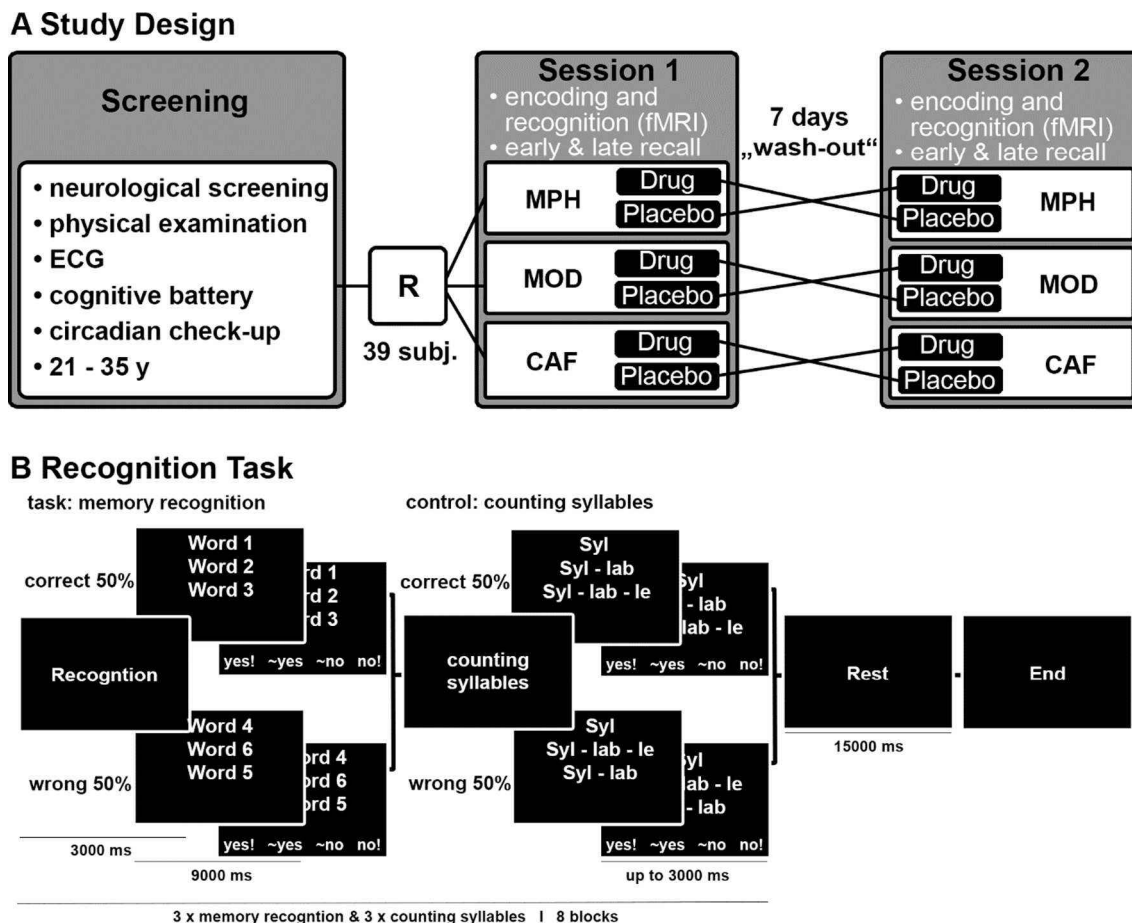 A Study Design
Screening
• neurological screening
• physical examination
• ECG
• cognitive battery
• circadian check-up
• 21 - 35 y
R
39 subj.
Session 1
• encoding and
recognition (fMRI)
• early & late recall
MPH
Drug
Placebo
MOD
Drug
Placebo
CAF
Drug
Placebo
7 days
„wash-out“
Session 2
• encoding and
recognition (fMRI)
• early & late recall
Drug
Placebo
MPH
Drug
Placebo
MOD
Drug
Placebo
CAF
B Recognition Task
task: memory recognition
correct 50%
Word 1
Word 2
Word 3
rd 1
rd 2
rd 3
yes! ~yes ~no no!
Recogntion
wrong 50%
Word 4
Word 6
Word 5
rd 4
ord 6
ord 5
yes! ~yes ~no no!
3000 ms
9000 ms
control: counting syllables
correct 50%
Syl
Syl - lab
Syl - lab - le
Syl
- lab
lab - le
yes! ~yes ~no no!
counting
syllables
wrong 50%
Syl
Syl - lab - le
Syl - lab
Syl
lab - le
- lab
yes! ~yes ~no no!
up to 3000 ms
Rest
15000 ms
End
3 x memory recogntion & 3 x counting syllables I 8 blocks